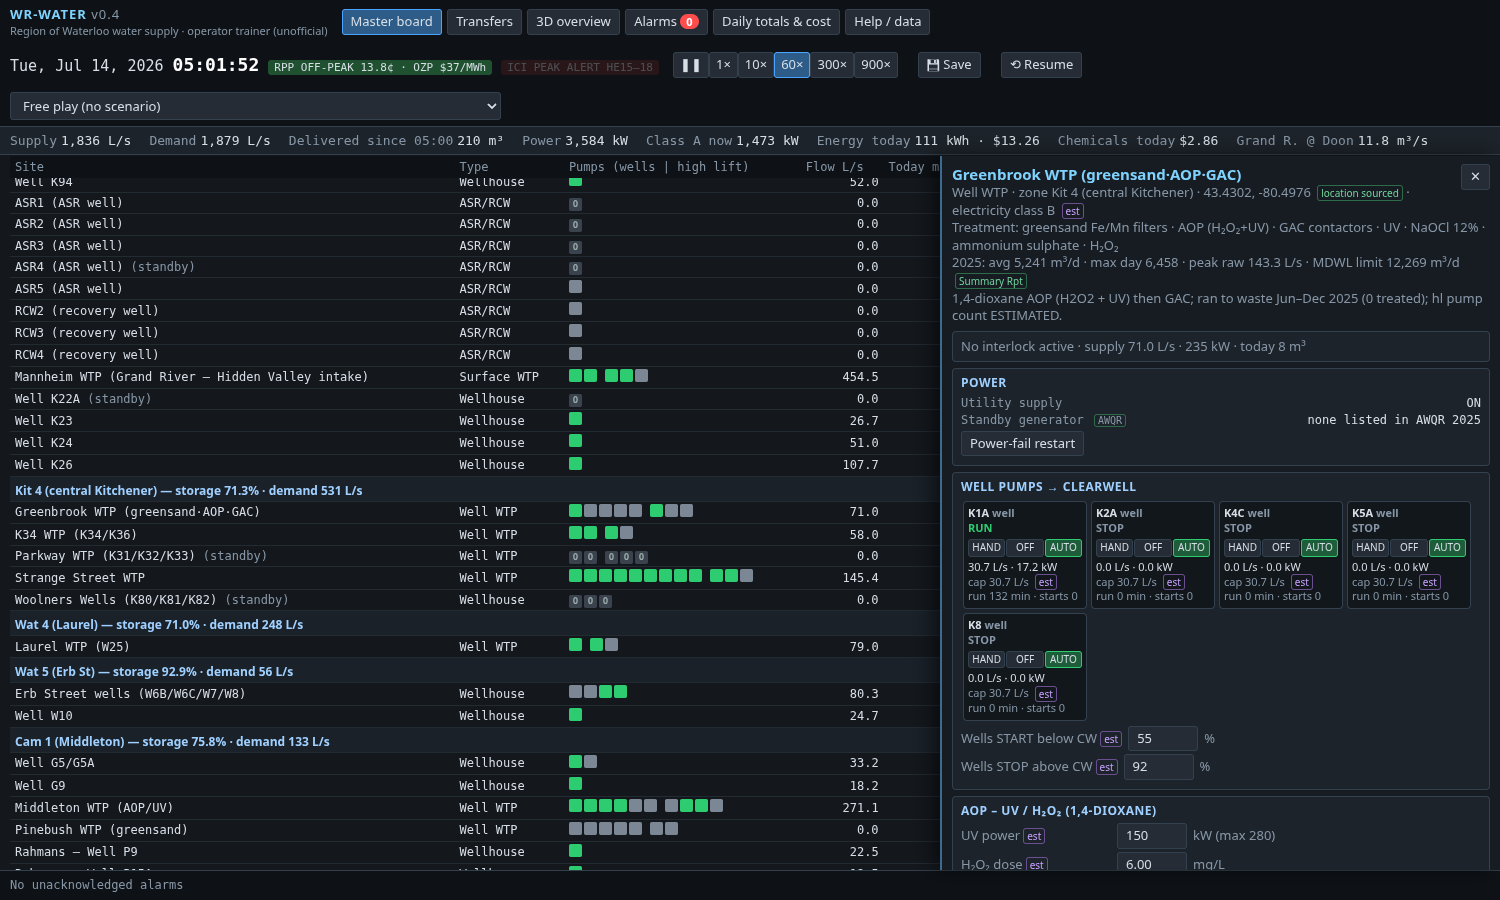 WR-WATER v0.4
Region of Waterloo water supply · operator trainer (unofficial)
Master board
Transfers
3D overview
Alarms 0
Daily totals & cost
Help / data
Tue, Jul 14, 2026 05:01:52
RPP OFF-PEAK 13.8¢ · OZP $37/MWh
ICI PEAK ALERT HE15–18
❚❚
1×
10×
60×
300×
900×
💾 Save
⟲ Resume
Free play (no scenario)
Supply 1,836 L/s Demand 1,879 L/s Delivered since 05:00 210 m³ Power 3,584 kW Class A now 1,473 kW Energy today 111 kWh · $13.26 Chemicals today $2.86 Grand R. @ Doon 11.8 m³/s
Site Type Pumps (wells | high lift) Flow L/s Today m
Well K94 Wellhouse 52.0
ASR1 (ASR well) ASR/RCW 0 0.0
ASR2 (ASR well) ASR/RCW 0 0.0
ASR3 (ASR well) ASR/RCW 0 0.0
ASR4 (ASR well) (standby) ASR/RCW 0 0.0
ASR5 (ASR well) ASR/RCW 0.0
RCW2 (recovery well) ASR/RCW 0.0
RCW3 (recovery well) ASR/RCW 0.0
RCW4 (recovery well) ASR/RCW 0.0
Mannheim WTP (Grand River – Hidden Valley intake) Surface WTP 454.5
Well K22A (standby) Wellhouse 0 0.0
Well K23 Wellhouse 26.7
Well K24 Wellhouse 51.0
Well K26 Wellhouse 107.7
Kit 4 (central Kitchener) — storage 71.3% · demand 531 L/s
Greenbrook WTP (greensand·AOP·GAC) Well WTP 71.0
K34 WTP (K34/K36) Well WTP 58.0
Parkway WTP (K31/K32/K33) (standby) Well WTP 0 0 0 0 0 0.0
Strange Street WTP Well WTP 145.4
Woolners Wells (K80/K81/K82) (standby) Wellhouse 0 0 0 0.0
Wat 4 (Laurel) — storage 71.0% · demand 248 L/s
Laurel WTP (W25) Well WTP 79.0
Wat 5 (Erb St) — storage 92.9% · demand 56 L/s
Erb Street wells (W6B/W6C/W7/W8) Wellhouse 80.3
Well W10 Wellhouse 24.7
Cam 1 (Middleton) — storage 75.8% · demand 133 L/s
Well G5/G5A Wellhouse 33.2
Well G9 Wellhouse 18.2
Middleton WTP (AOP/UV) Well WTP 271.1
Pinebush WTP (greensand) Well WTP 0.0
Rahmans – Well P9 Wellhouse 22.5
Greenbrook WTP (greensand·AOP·GAC)
✕
Well WTP · zone Kit 4 (central Kitchener) · 43.4302, -80.4976 location sourced ·
electricity class B est
Treatment: greensand Fe/Mn filters · AOP (H₂O₂+UV) · GAC contactors · UV · NaOCl 12% ·
ammonium sulphate · H₂O₂
2025: avg 5,241 m³/d · max day 6,458 · peak raw 143.3 L/s · MDWL limit 12,269 m³/d
Summary Rpt
1,4-dioxane AOP (H2O2 + UV) then GAC; ran to waste Jun–Dec 2025 (0 treated); hl pump
count ESTIMATED.
No interlock active · supply 71.0 L/s · 235 kW · today 8 m³
POWER
Utility supply ON
Standby generator AWQR none listed in AWQR 2025
Power-fail restart
WELL PUMPS → CLEARWELL
K1A well K2A well K4C well K5A well
RUN STOP STOP STOP
HAND OFF AUTO HAND OFF AUTO HAND OFF AUTO HAND OFF AUTO
30.7 L/s · 17.2 kW 0.0 L/s · 0.0 kW 0.0 L/s · 0.0 kW 0.0 L/s · 0.0 kW
cap 30.7 L/s est cap 30.7 L/s est cap 30.7 L/s est cap 30.7 L/s est
run 132 min · starts 0 run 0 min · starts 0 run 0 min · starts 0 run 0 min · starts 0
K8 well
STOP
HAND OFF AUTO
0.0 L/s · 0.0 kW
cap 30.7 L/s est
run 0 min · starts 0
Wells START below CW est 55 %
Wells STOP above CW est 92 %
AOP – UV / H₂O₂ (1,4-DIOXANE)
UV power est 150 kW (max 280)
H₂O₂ dose est 6.00 mg/L
No unacknowledged alarms